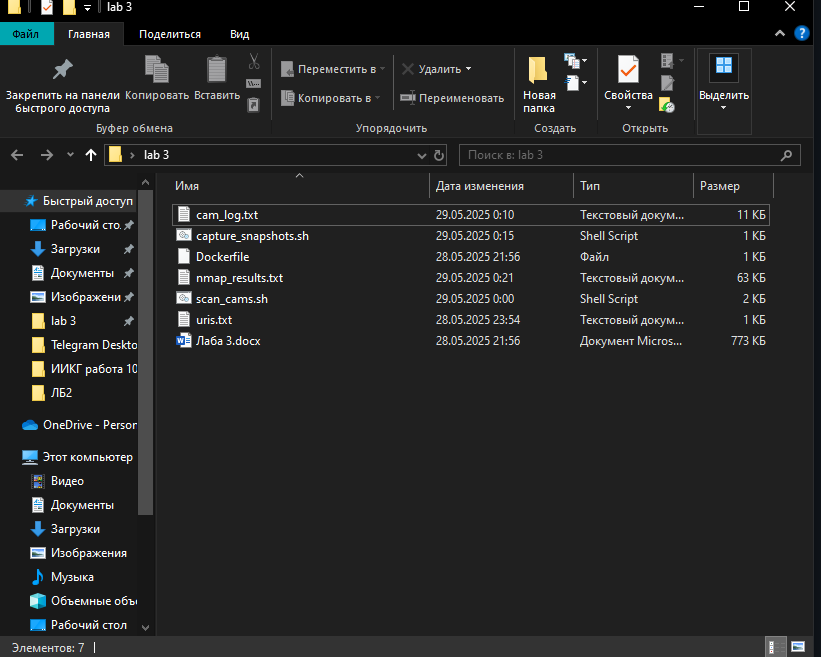 lab 3
Файл
Главная
Поделиться
Вид
Закрепить на панели быстрого доступа
Копировать
Вставить
Переместить в
Копировать в
Удалить
Переименовать
Новая папка
Свойства
Выделить
Буфер обмена
Упорядочить
Создать
Открыть
lab 3
Поиск в: lab 3
Имя
Дата изменения
Тип
Размер
cam_log.txt 29.05.2025 0:10 Текстовый докум... 11 КБ
capture_snapshots.sh 29.05.2025 0:15 Shell Script 1 КБ
Dockerfile 28.05.2025 21:56 Файл 1 КБ
nmap_results.txt 29.05.2025 0:21 Текстовый докум... 63 КБ
scan_cams.sh 29.05.2025 0:00 Shell Script 2 КБ
uris.txt 28.05.2025 23:54 Текстовый докум... 1 КБ
Лаба 3.docx 28.05.2025 21:56 Документ Micros... 773 КБ
Быстрый доступ
Рабочий сто.
Загрузки
Документы
Изображени
lab 3
Telegram Deskto
ИИКГ работа 10
ЛБ2
OneDrive - Person
Этот компьютер
Видео
Документы
Загрузки
Изображения
Музыка
Объемные объ
Рабочий стол
Элементов: 7